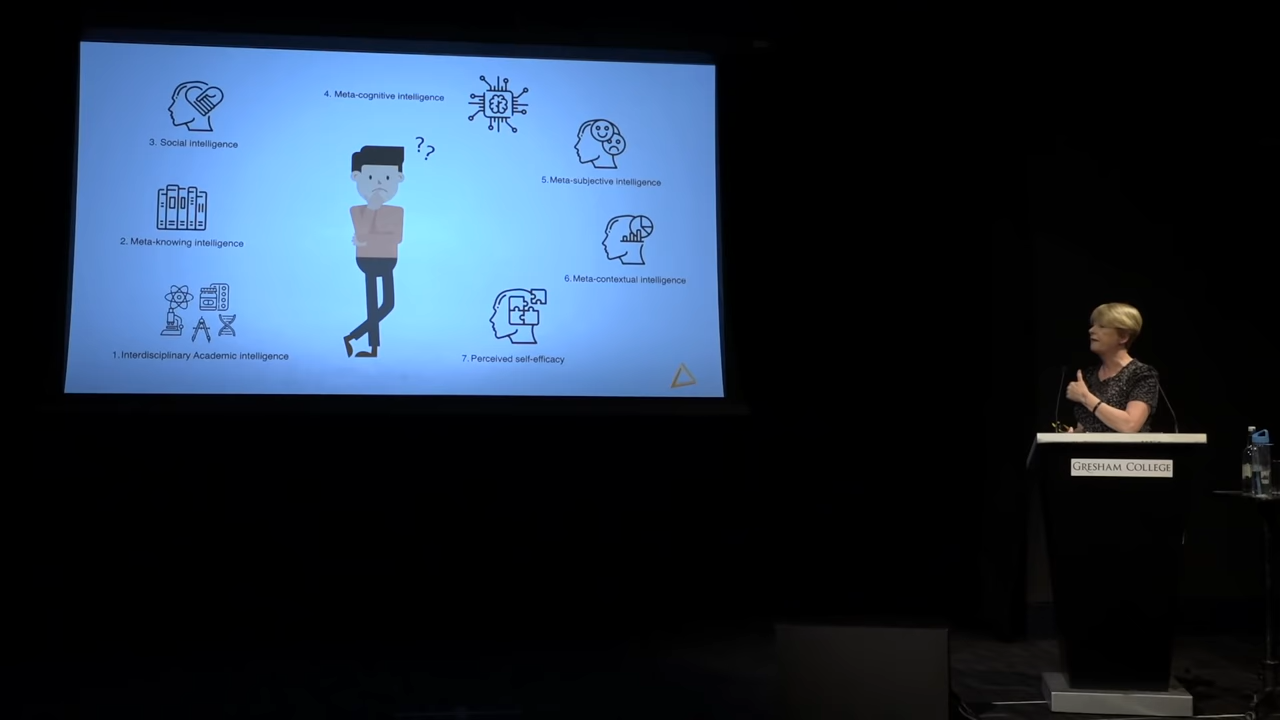 4. Meta-cognitive intelligence
??
3. Social intelligence
5. Meta-subjective intelligence
2. Meta-knowing intelligence
6. Meta-contextual intelligence
1. Interdisciplinary Academic intelligence
7. Perceived self-efficacy
GRESHAM COLLEGE